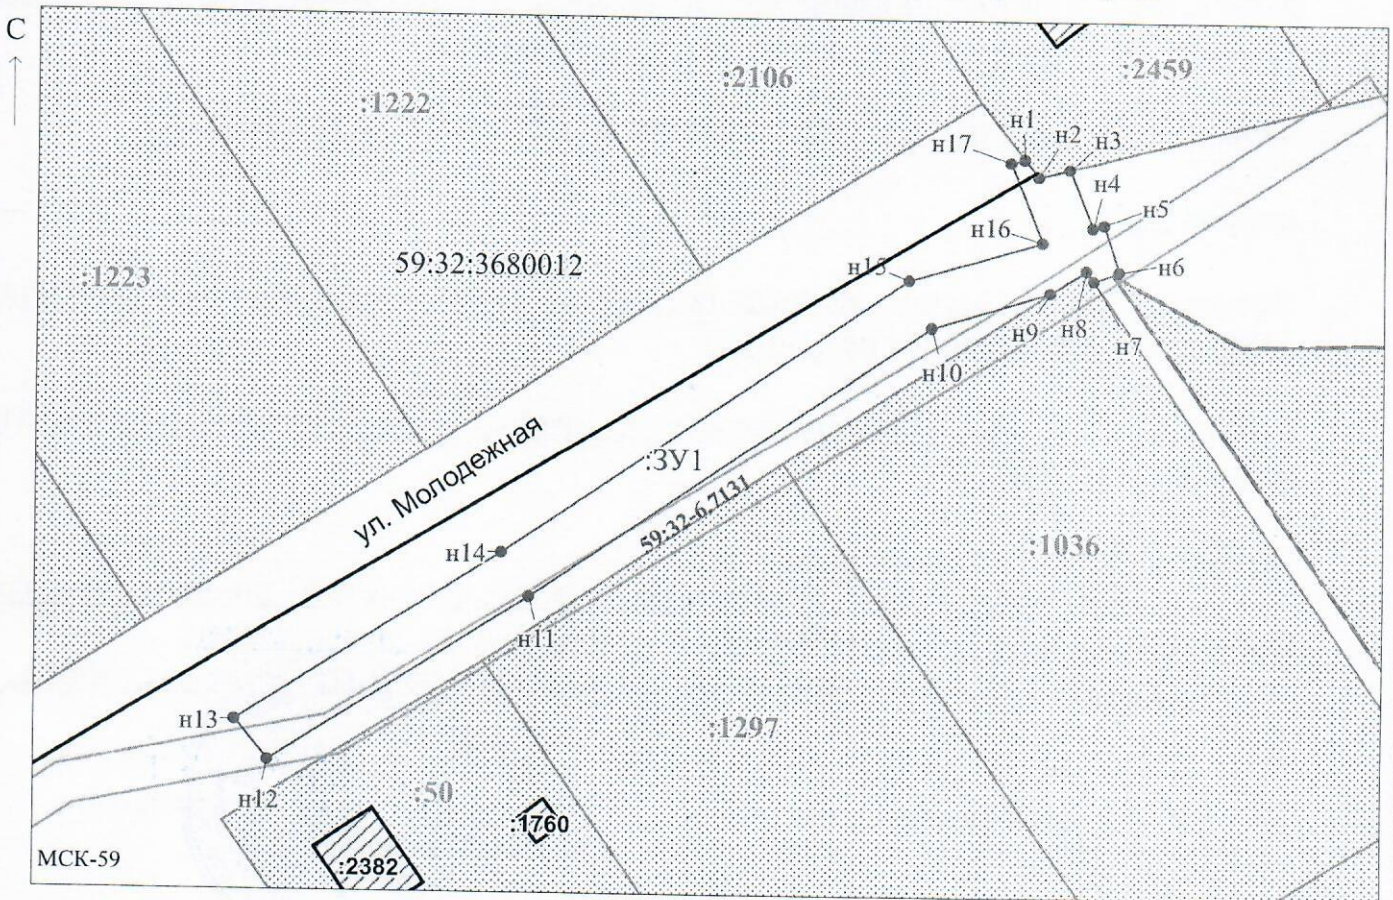 С
:2459
:2106
:1222
н1
н2
н3
н17
н4
н5
н16
59:32:3680012
н15
:1223
н6
н9
н8
н7
н10
ул. Молодежная
:ЗУ1
59:32-6.7131
н14
:1036
н11
н13
:1297
н12
:50
:1760
МСК-59
:2382